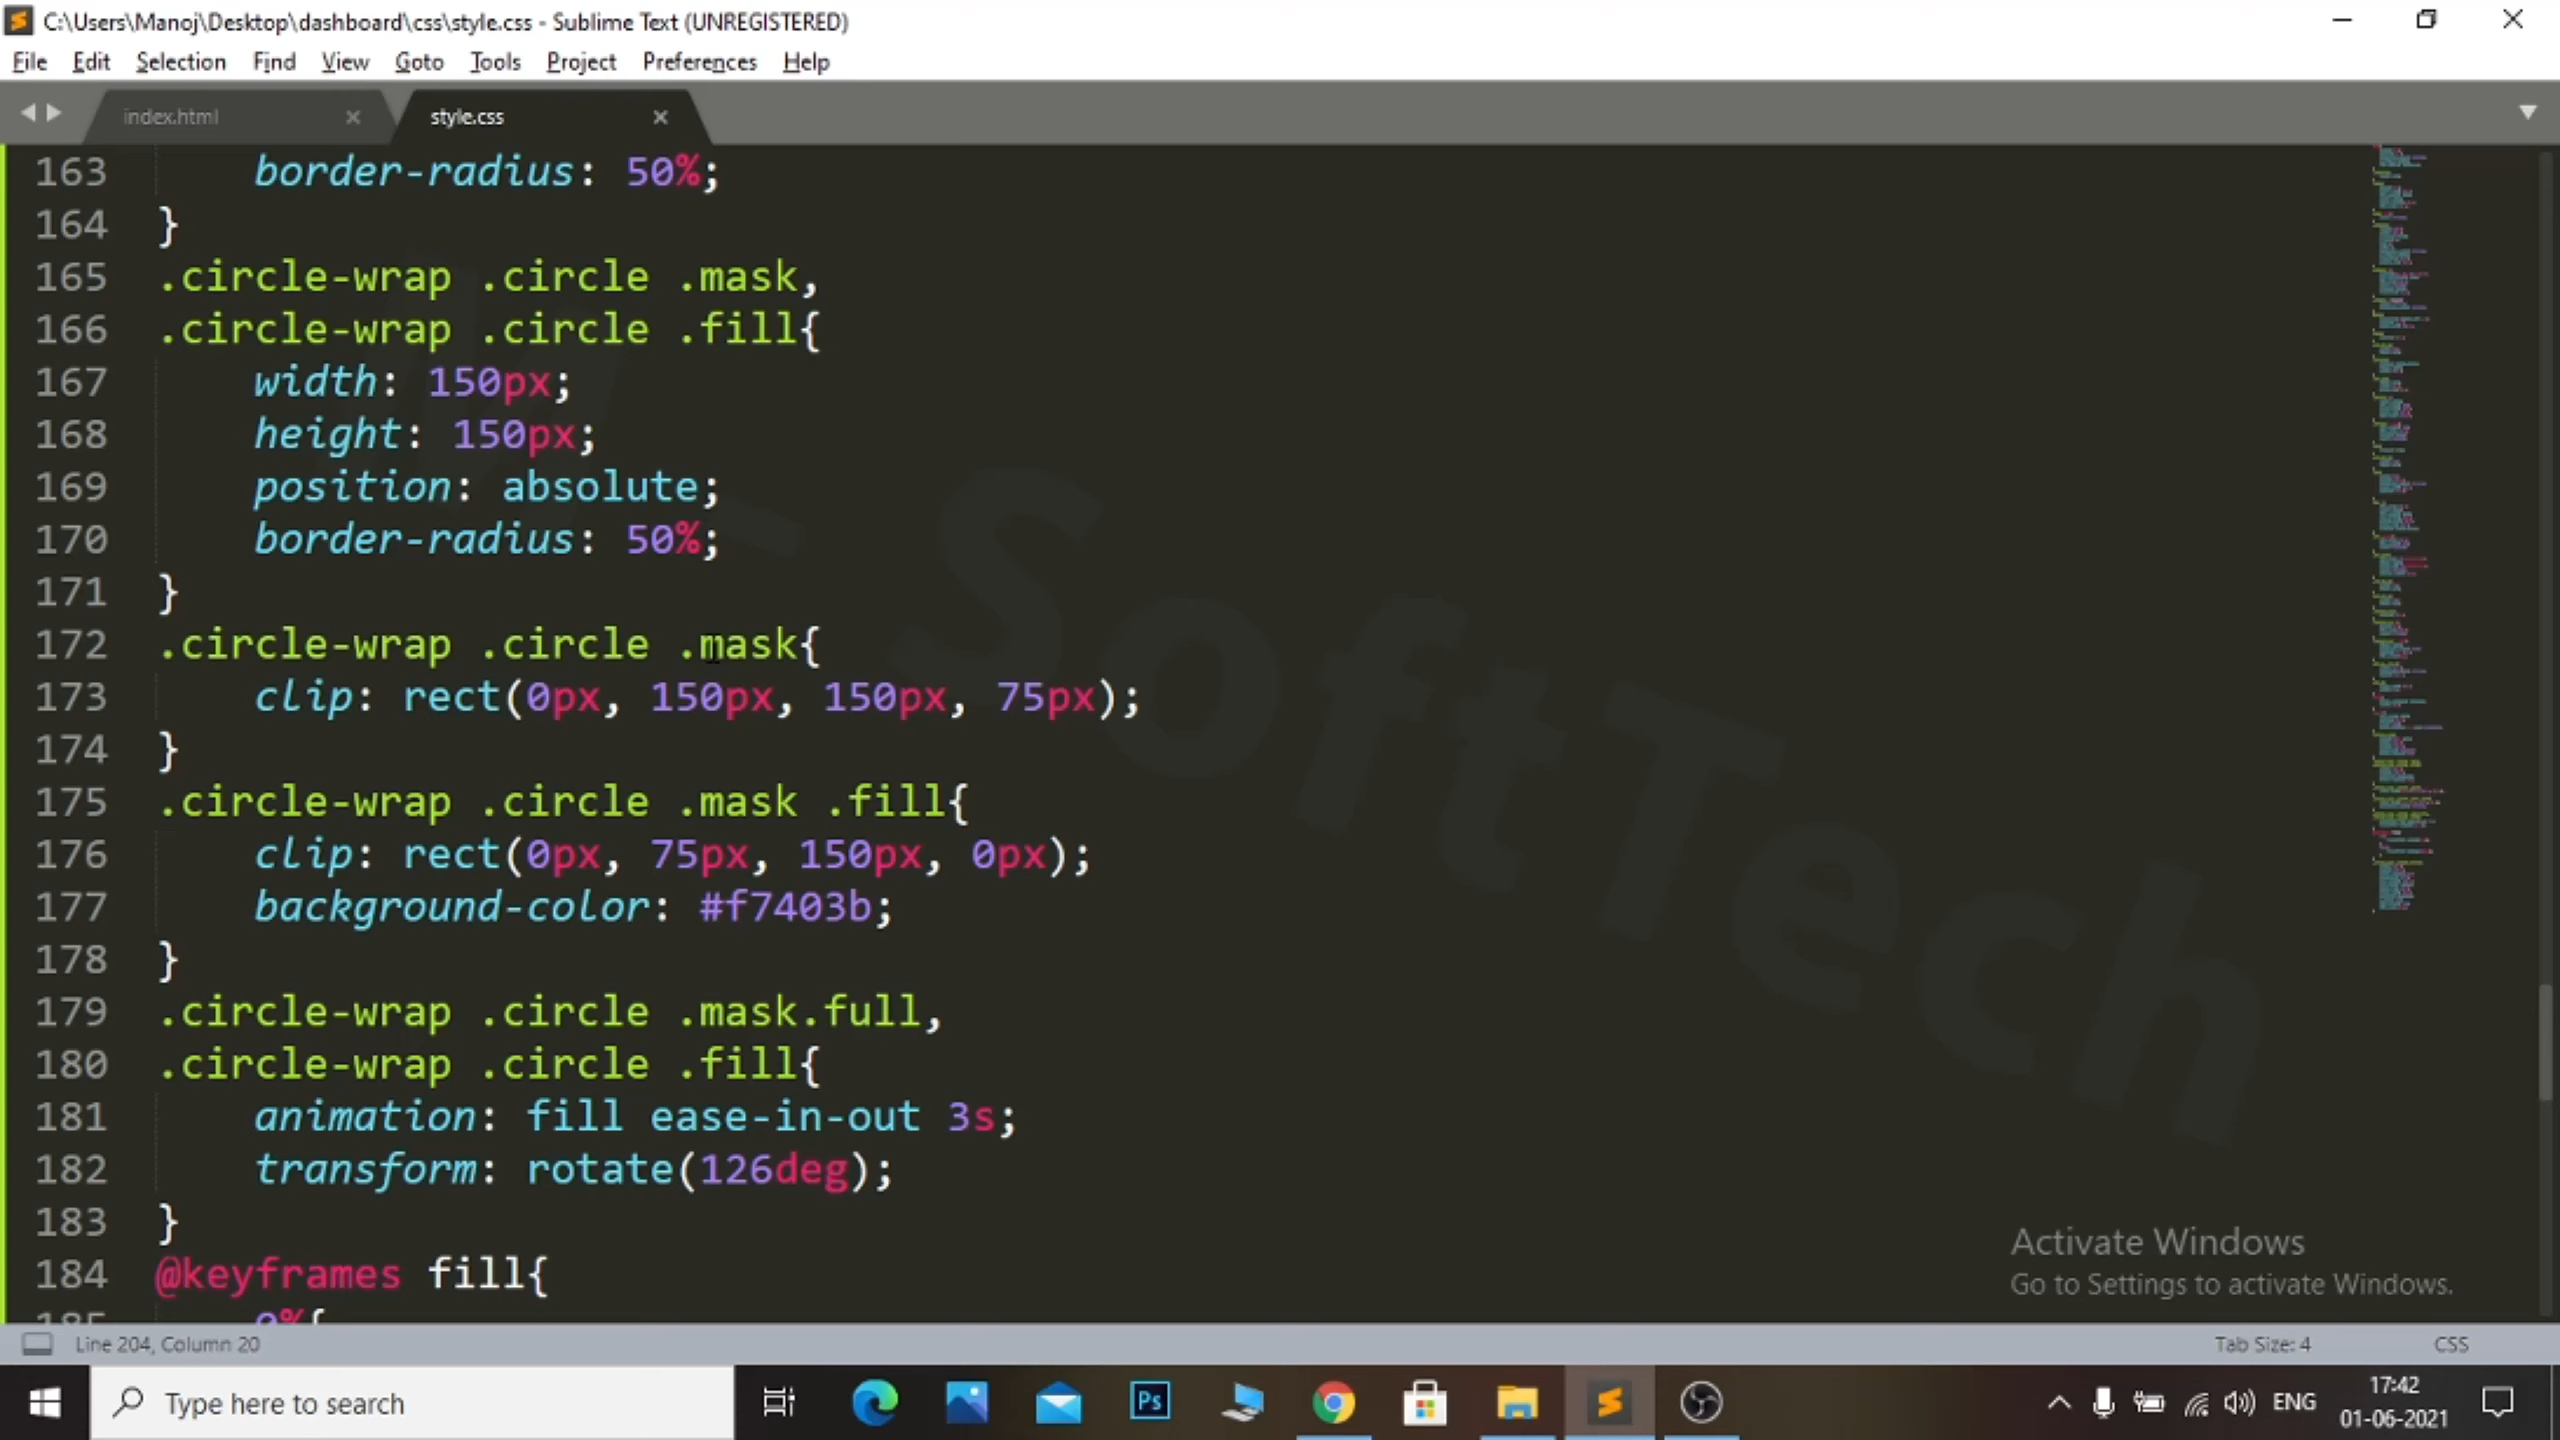 C:\Users\Manoj\Desktop\dashboard\css\style.css - Sublime Text (UNREGISTERED)
File Edit Selection Find View Goto Tools Project Preferences Help
index.html style.css
163 border-radius: 50%;
164 }
165 .circle-wrap .circle .mask,
166 .circle-wrap .circle .fill{
167 width: 150px;
168 height: 150px;
169 position: absolute;
170 border-radius: 50%;
171 }
172 .circle-wrap .circle .mask{
173 clip: rect(0px, 150px, 150px, 75px);
174 }
175 .circle-wrap .circle .mask .fill{
176 clip: rect(0px, 75px, 150px, 0px);
177 background-color: #f7403b;
178 }
179 .circle-wrap .circle .mask.full,
180 .circle-wrap .circle .fill{
181 animation: fill ease-in-out 3s;
182 transform: rotate(126deg);
183 }
184 @keyframes fill{
185 0%{
- SoftTech
Activate Windows
Go to Settings to activate Windows.
Line 204, Column 20 Tab Size: 4 CSS
Type here to search
Ps
ENG
17:42
01-06-2021